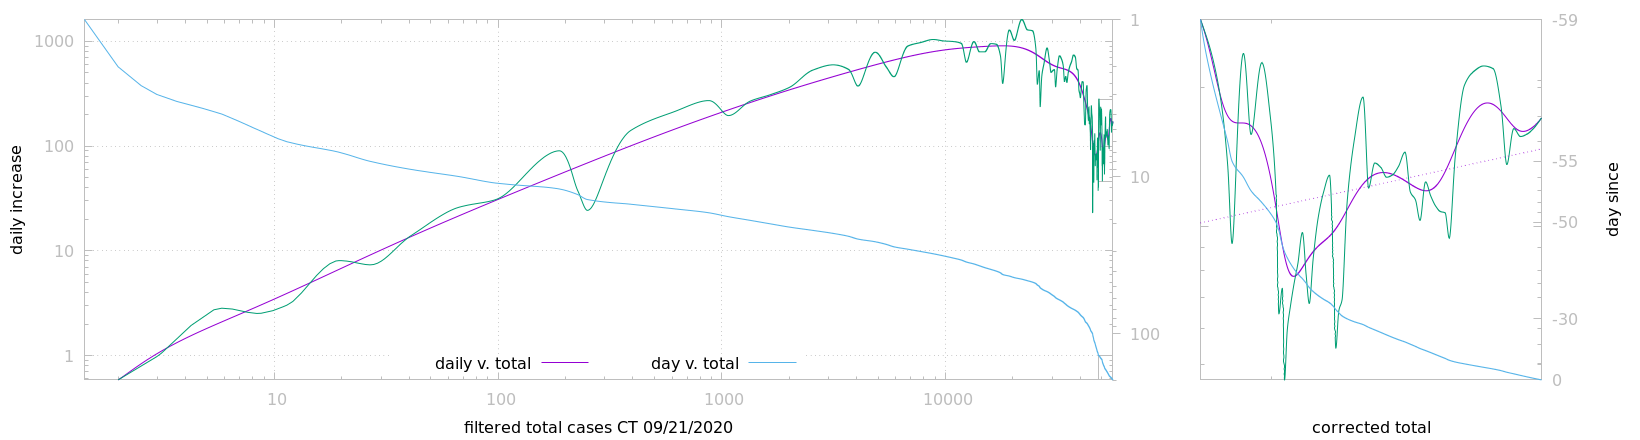 1000
100
10
1
daily increase
1
10
100
daily v. total
day v. total
10
100
1000
10000
filtered total cases CT 09/21/2020
-59
-55
-50
-30
0
day since
corrected total